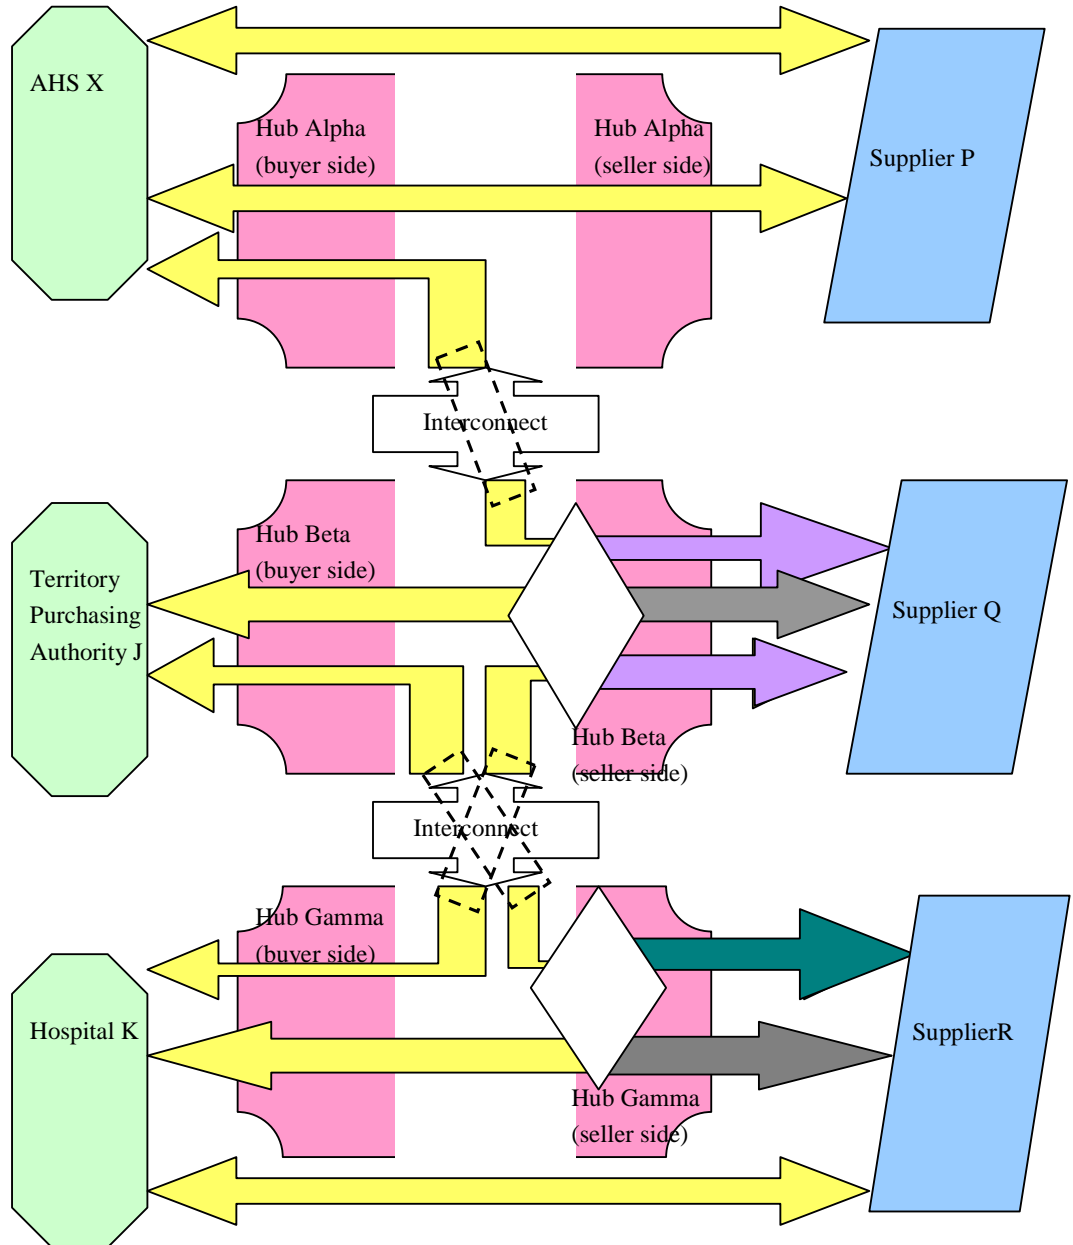 AHS X
Hub Alpha
(buyer side)
Hub Alpha
(seller side)
Supplier P
Interconnect
Hub Beta
(buyer side)
Territory
Purchasing
Authority J
Supplier Q
Hub Beta
(seller side)
Interconnect
Hub Gamma
(buyer side)
Hospital K
SupplierR
Hub Gamma
(seller side)